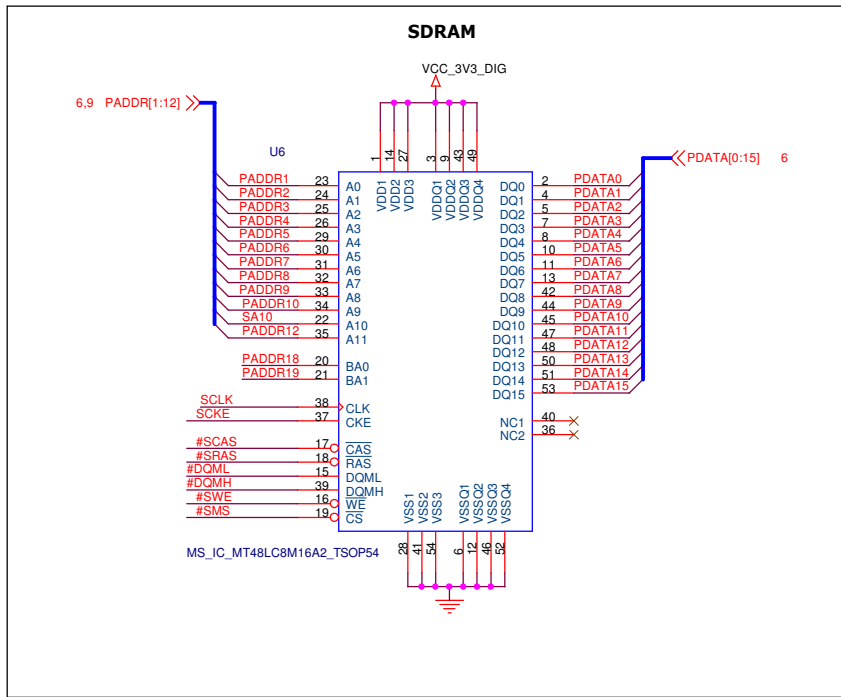 SDRAM
VCC_3V3_DIG
6,9 PADDR[1:12]
PDATA[0:15] 6
U6
1 14 27 3 9 43 49
VDD1 VDD2 VDD3 VDDQ1 VDDQ2 VDDQ3 VDDQ4
PADDR1 23 A0 DQ0 2 PDATA0
PADDR2 24 A1 DQ1 4 PDATA1
PADDR3 25 A2 DQ2 5 PDATA2
PADDR4 26 A3 DQ3 7 PDATA3
PADDR5 29 A4 DQ4 8 PDATA4
PADDR6 30 A5 DQ5 10 PDATA5
PADDR7 31 A6 DQ6 11 PDATA6
PADDR8 32 A7 DQ7 13 PDATA7
PADDR9 33 A8 DQ8 42 PDATA8
PADDR10 34 A9 DQ9 44 PDATA9
SA10 22 A10 DQ10 45 PDATA10
PADDR12 35 A11 DQ11 47 PDATA11
DQ12 48 PDATA12
PADDR18 20 BA0 DQ13 50 PDATA13
PADDR19 21 BA1 DQ14 51 PDATA14
DQ15 53 PDATA15
SCLK 38 CLK
SCKE 37 CKE NC1 40
NC2 36
#SCAS 17 CAS
#SRAS 18 RAS
#DQML 15 DQML
#DQMH 39 DQMH
#SWE 16 WE
#SMS 19 CS
VSS1 VSS2 VSS3 VSSQ1 VSSQ2 VSSQ3 VSSQ4
28 41 54 6 12 46 52
MS_IC_MT48LC8M16A2_TSOP54